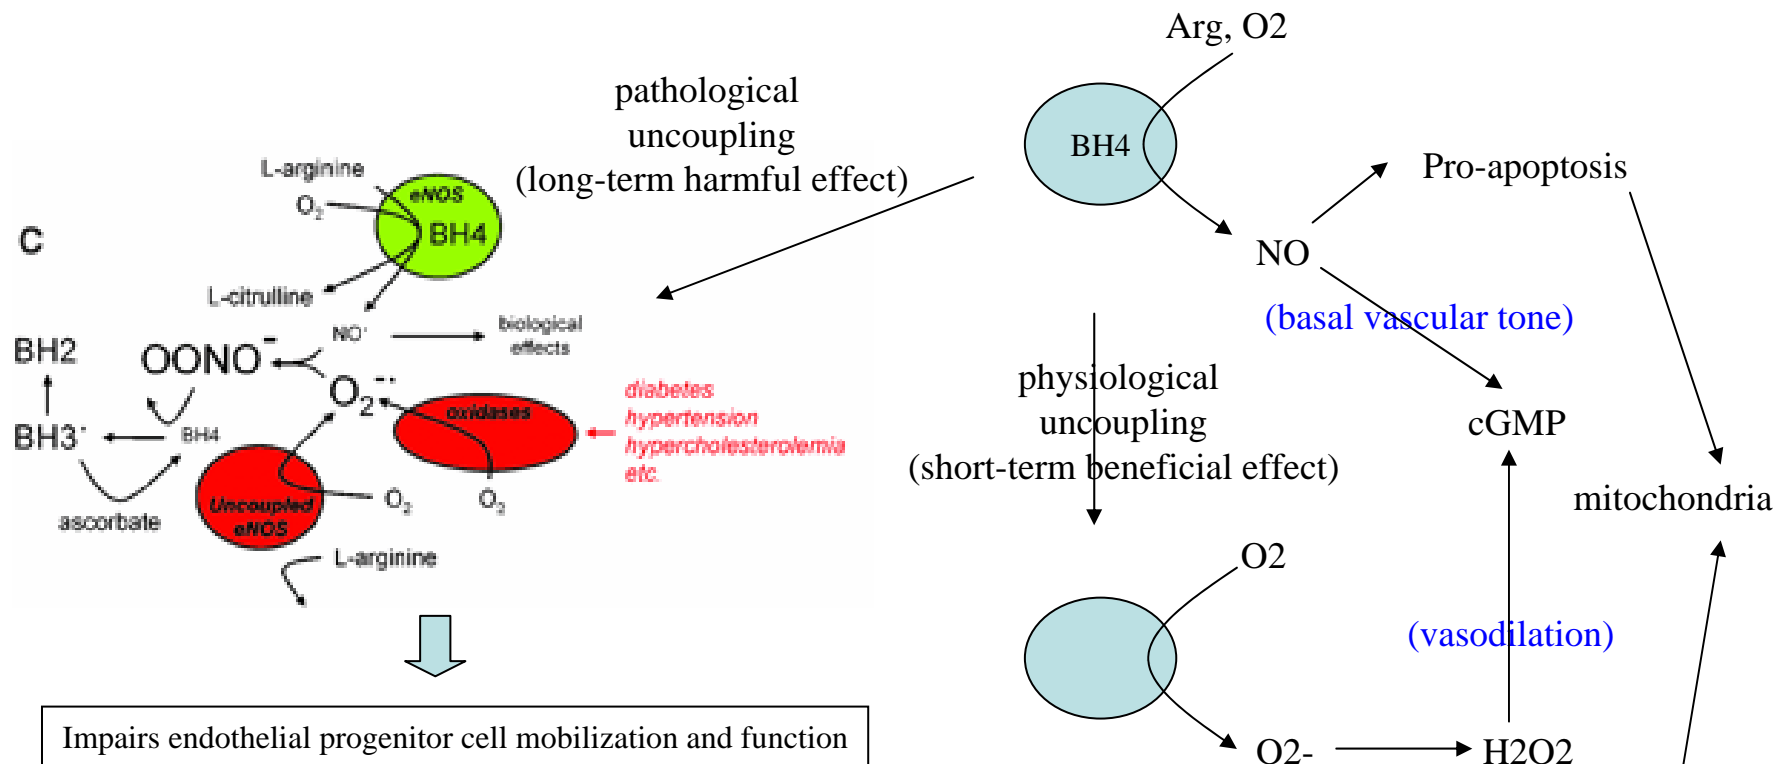 Arg, O2
pathological
uncoupling
(long-term harmful effect)
BH4
Pro-apoptosis
L-arginine
O2
eNOS
BH4
C
NO
L-citrulline
(basal vascular tone)
NO·
biological
effects
BH2
OONO-
O2-·
physiological
uncoupling
(short-term beneficial effect)
diabetes
hypertension
hypercholesterolemia
etc.
oxidases
cGMP
BH3·
BH4
O2
O2
mitochondria
Uncoupled
eNOS
ascorbate
L-arginine
O2
(vasodilation)
Impairs endothelial progenitor cell mobilization and function
O2-
H2O2